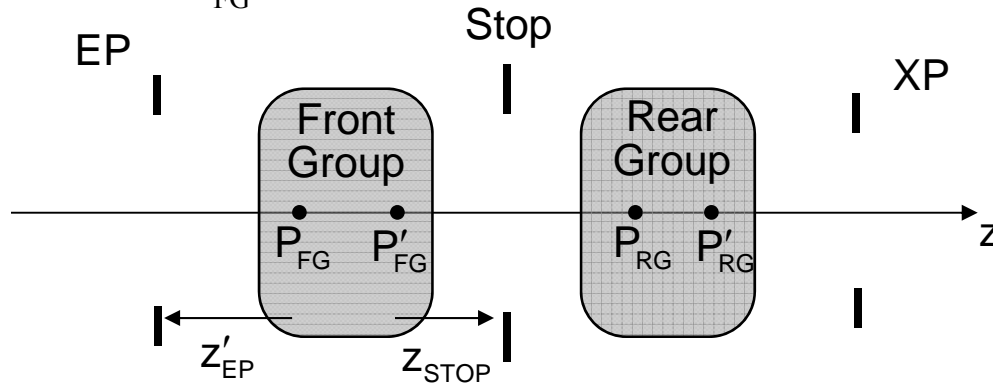 FG
Stop
EP
XP
Front
Group
Rear
Group
P_FG P′_FG P_RG P′_RG
z
z′_EP z_STOP